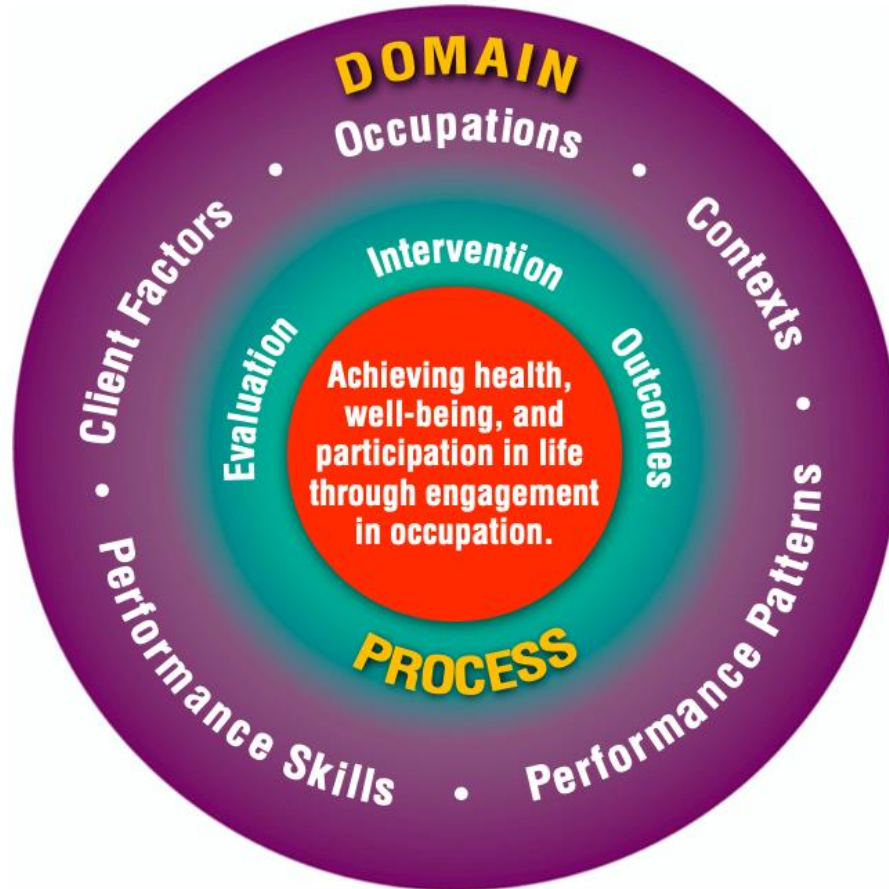 DOMAIN
Occupations
Contexts
Performance Patterns
Performance Skills
Client Factors
Evaluation
Intervention
Outcomes
PROCESS
Achieving health,
well-being, and
participation in life
through engagement
in occupation.